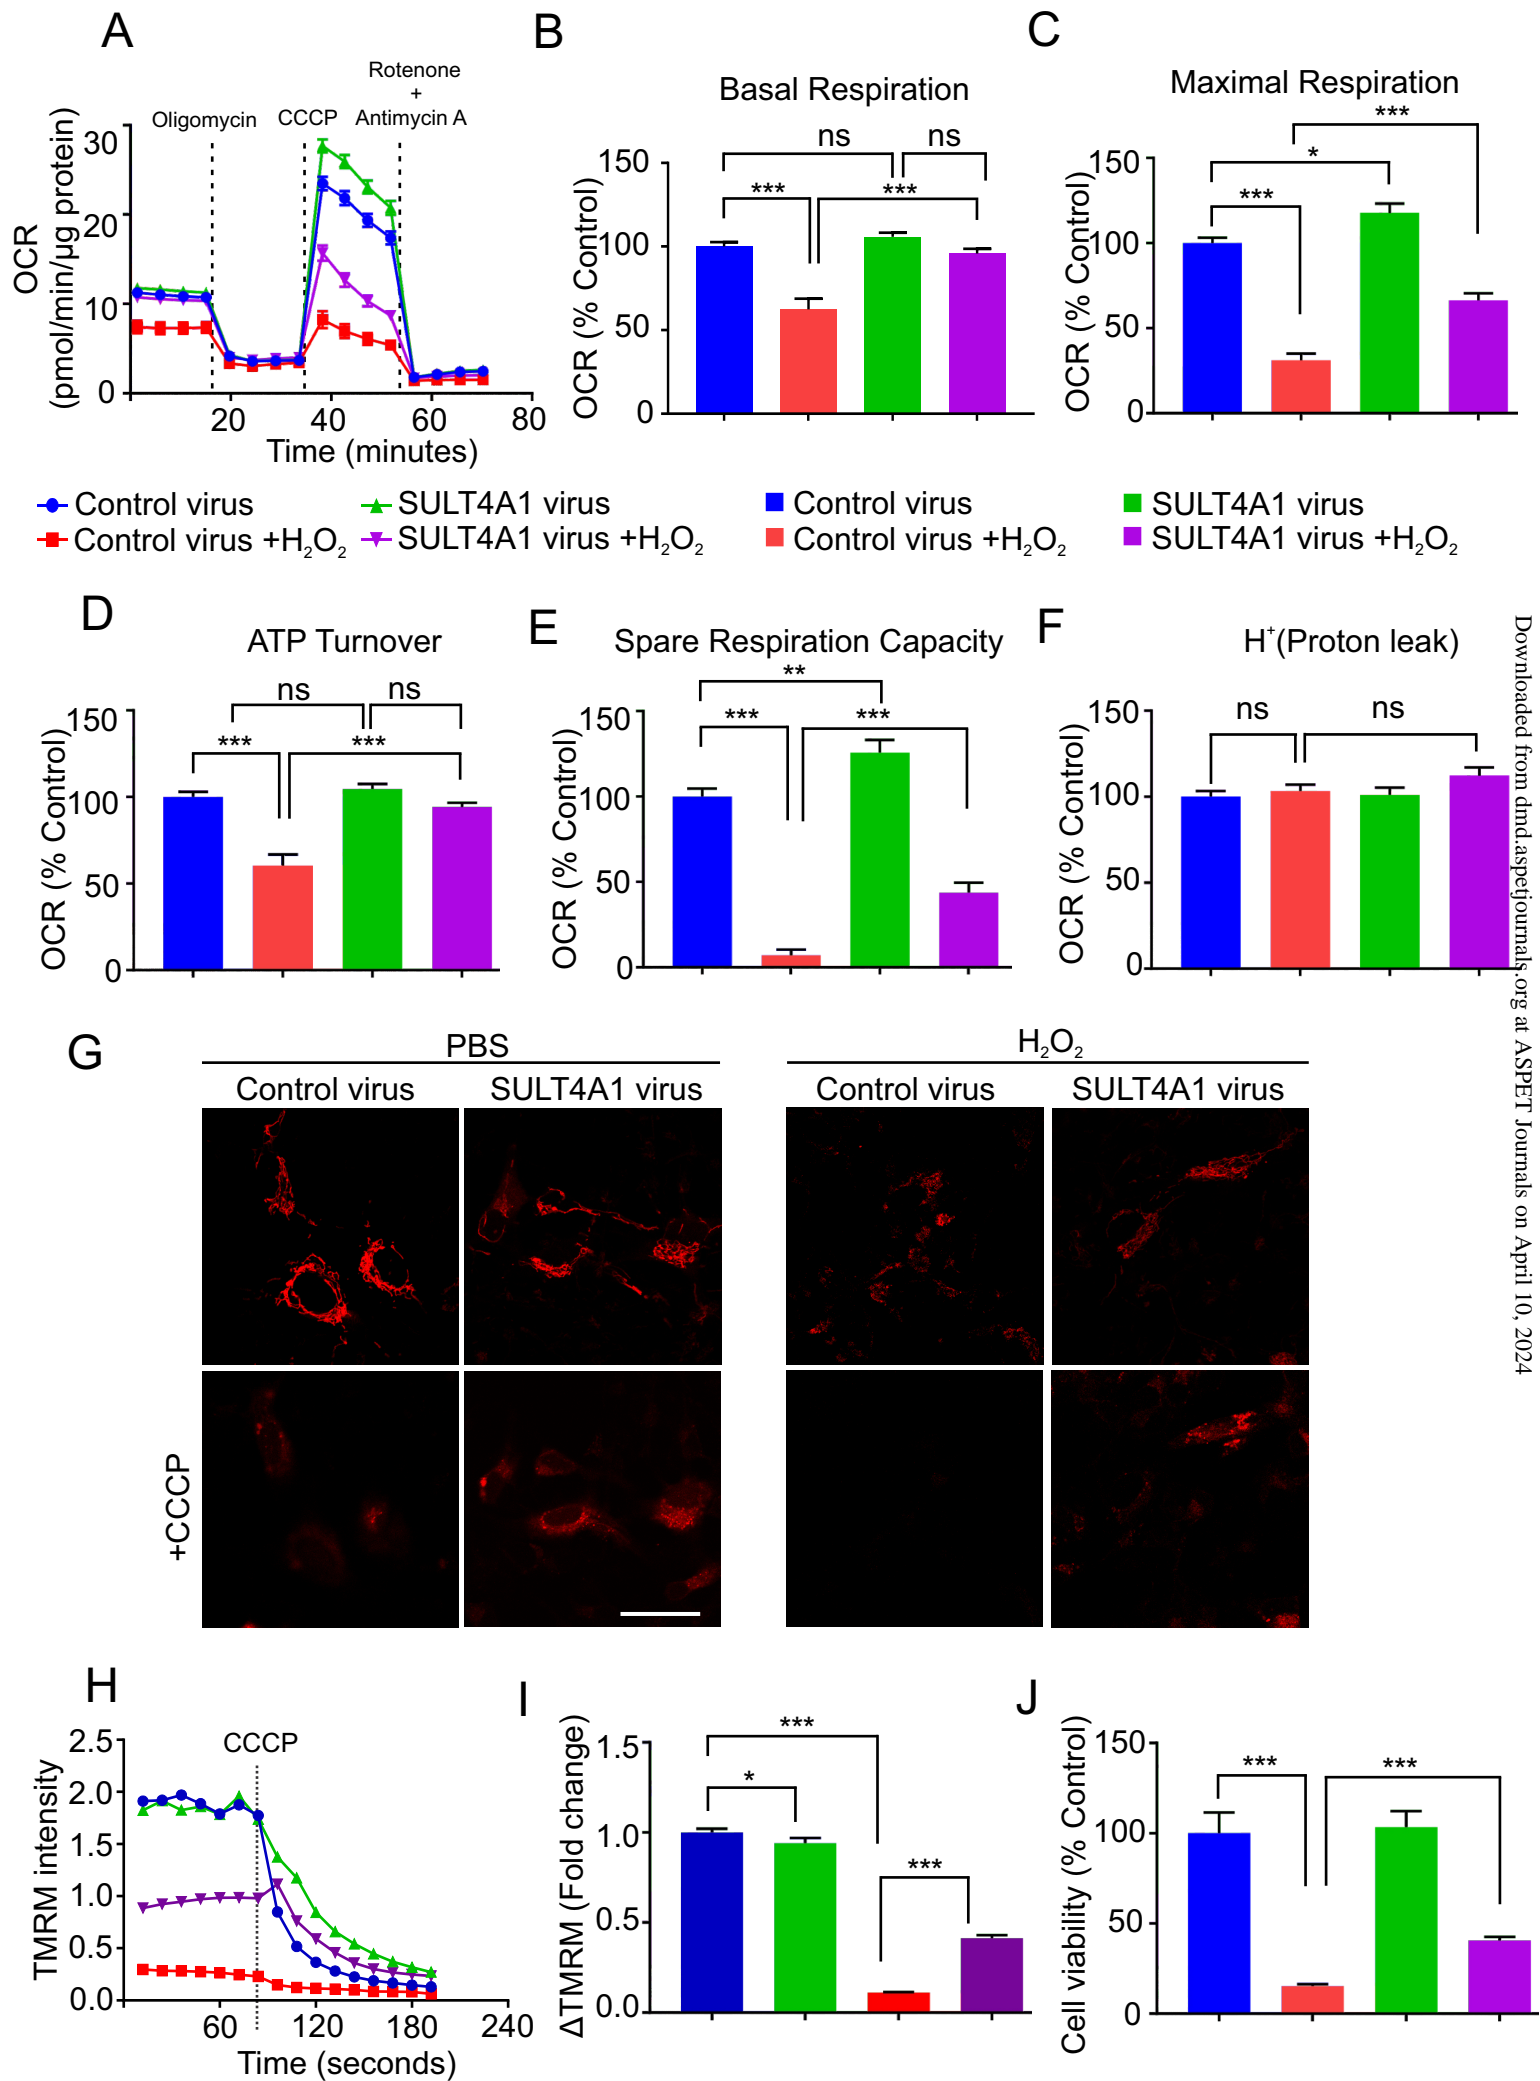 A
B
C
Rotenone
+
Oligomycin CCCP Antimycin A
OCR
(pmol/min/µg protein)
30
20
10
0
20 40 60 80
Time (minutes)
Basal Respiration
ns ns
*** ***
OCR (% Control)
150
100
50
0
Maximal Respiration
***
*
***
OCR (% Control)
150
100
50
0
Control virus SULT4A1 virus
Control virus +H₂O₂ SULT4A1 virus +H₂O₂
Control virus SULT4A1 virus
Control virus +H₂O₂ SULT4A1 virus +H₂O₂
D
ATP Turnover
ns ns
*** ***
OCR (% Control)
150
100
50
0
E
Spare Respiration Capacity
**
*** ***
OCR (% Control)
150
100
50
0
F
H⁺(Proton leak)
ns ns
OCR (% Control)
150
100
50
0
Downloaded from dmd.aspetjournals.org at ASPET Journals on April 10, 2024
G
PBS H₂O₂
Control virus SULT4A1 virus Control virus SULT4A1 virus
+CCCP
H
CCCP
TMRM intensity
2.5
2.0
1.5
1.0
0.5
0.0
60 120 180 240
Time (seconds)
I
***
*
***
ΔTMRM (Fold change)
1.5
1.0
0.5
0.0
J
*** ***
Cell viability (% Control)
150
100
50
0